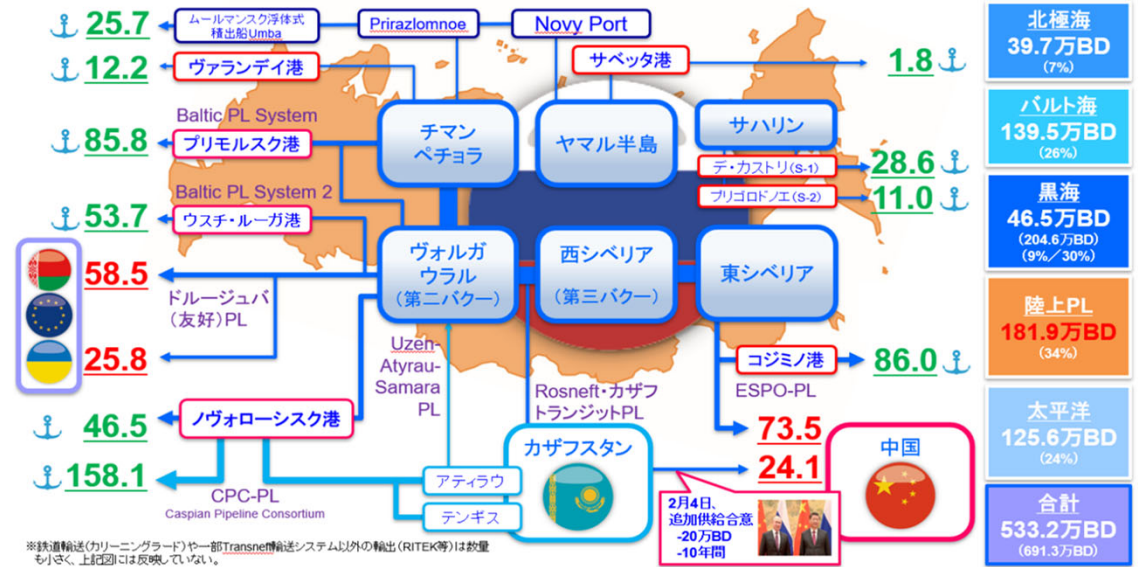 25.7
ムールマンスク浮体式
積出船Umba
Prirazlomnoe
Novy Port
12.2
ヴァランデイ港
サベッタ港
1.8
Baltic PL System
85.8
プリモルスク港
チマン
ペチョラ
ヤマル半島
サハリン
デ・カストリ(S-1)
28.6
プリゴロドノエ(S-2)
11.0
Baltic PL System 2
53.7
ウスチ・ルーガ港
58.5
ドルージュバ
(友好)PL
25.8
ヴォルガ
ウラル
(第二バクー)
西シベリア
(第三バクー)
東シベリア
Uzen-
Atyrau-
Samara
PL
Rosneft・カザフ
トランジットPL
コジミノ港
86.0
ESPO-PL
46.5
ノヴォローシスク港
73.5
158.1
CPC-PL
Caspian Pipeline Consortium
アティラウ
テンギス
カザフスタン
24.1
中国
2月4日、
追加供給合意
-20万BD
-10年間
北極海
39.7万BD
(7%)
バルト海
139.5万BD
(26%)
黒海
46.5万BD
(204.6万BD)
(9%/30%)
陸上PL
181.9万BD
(34%)
太平洋
125.6万BD
(24%)
合計
533.2万BD
(691.3万BD)
※鉄道輸送(カリーニングラード)や一部Transneft輸送システム以外の輸出(RITEK等)は数量
も小さく、上記図には反映していない。